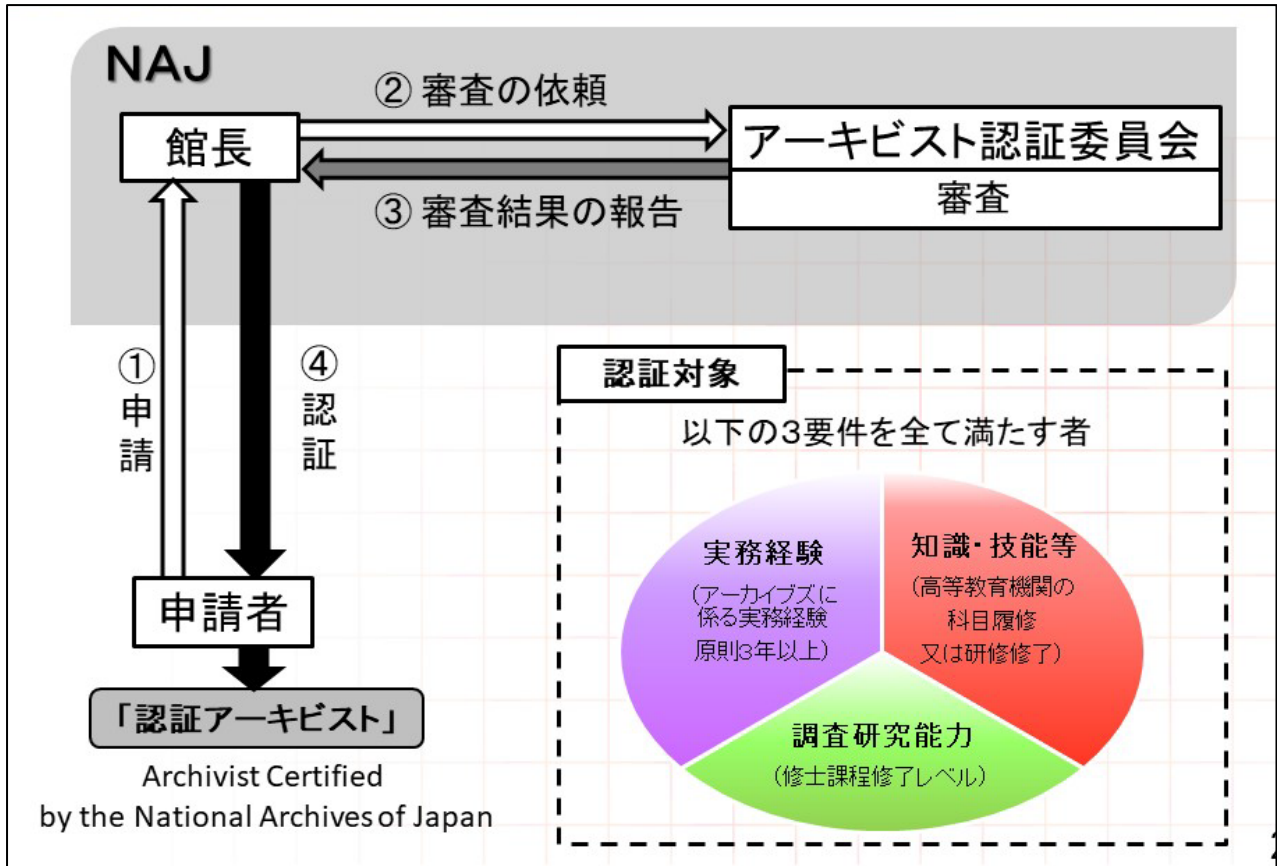 NAJ
② 審査の依頼
館長
アーキビスト認証委員会
審査
③ 審査結果の報告
①
申
請
④
認
証
申請者
「認証アーキビスト」
Archivist Certified
by the National Archives of Japan
認証対象
以下の３要件を全て満たす者
実務経験
(アーカイブズに
係る実務経験
原則3年以上)
知識・技能等
(高等教育機関の
科目履修
又は研修修了)
調査研究能力
(修士課程修了レベル)